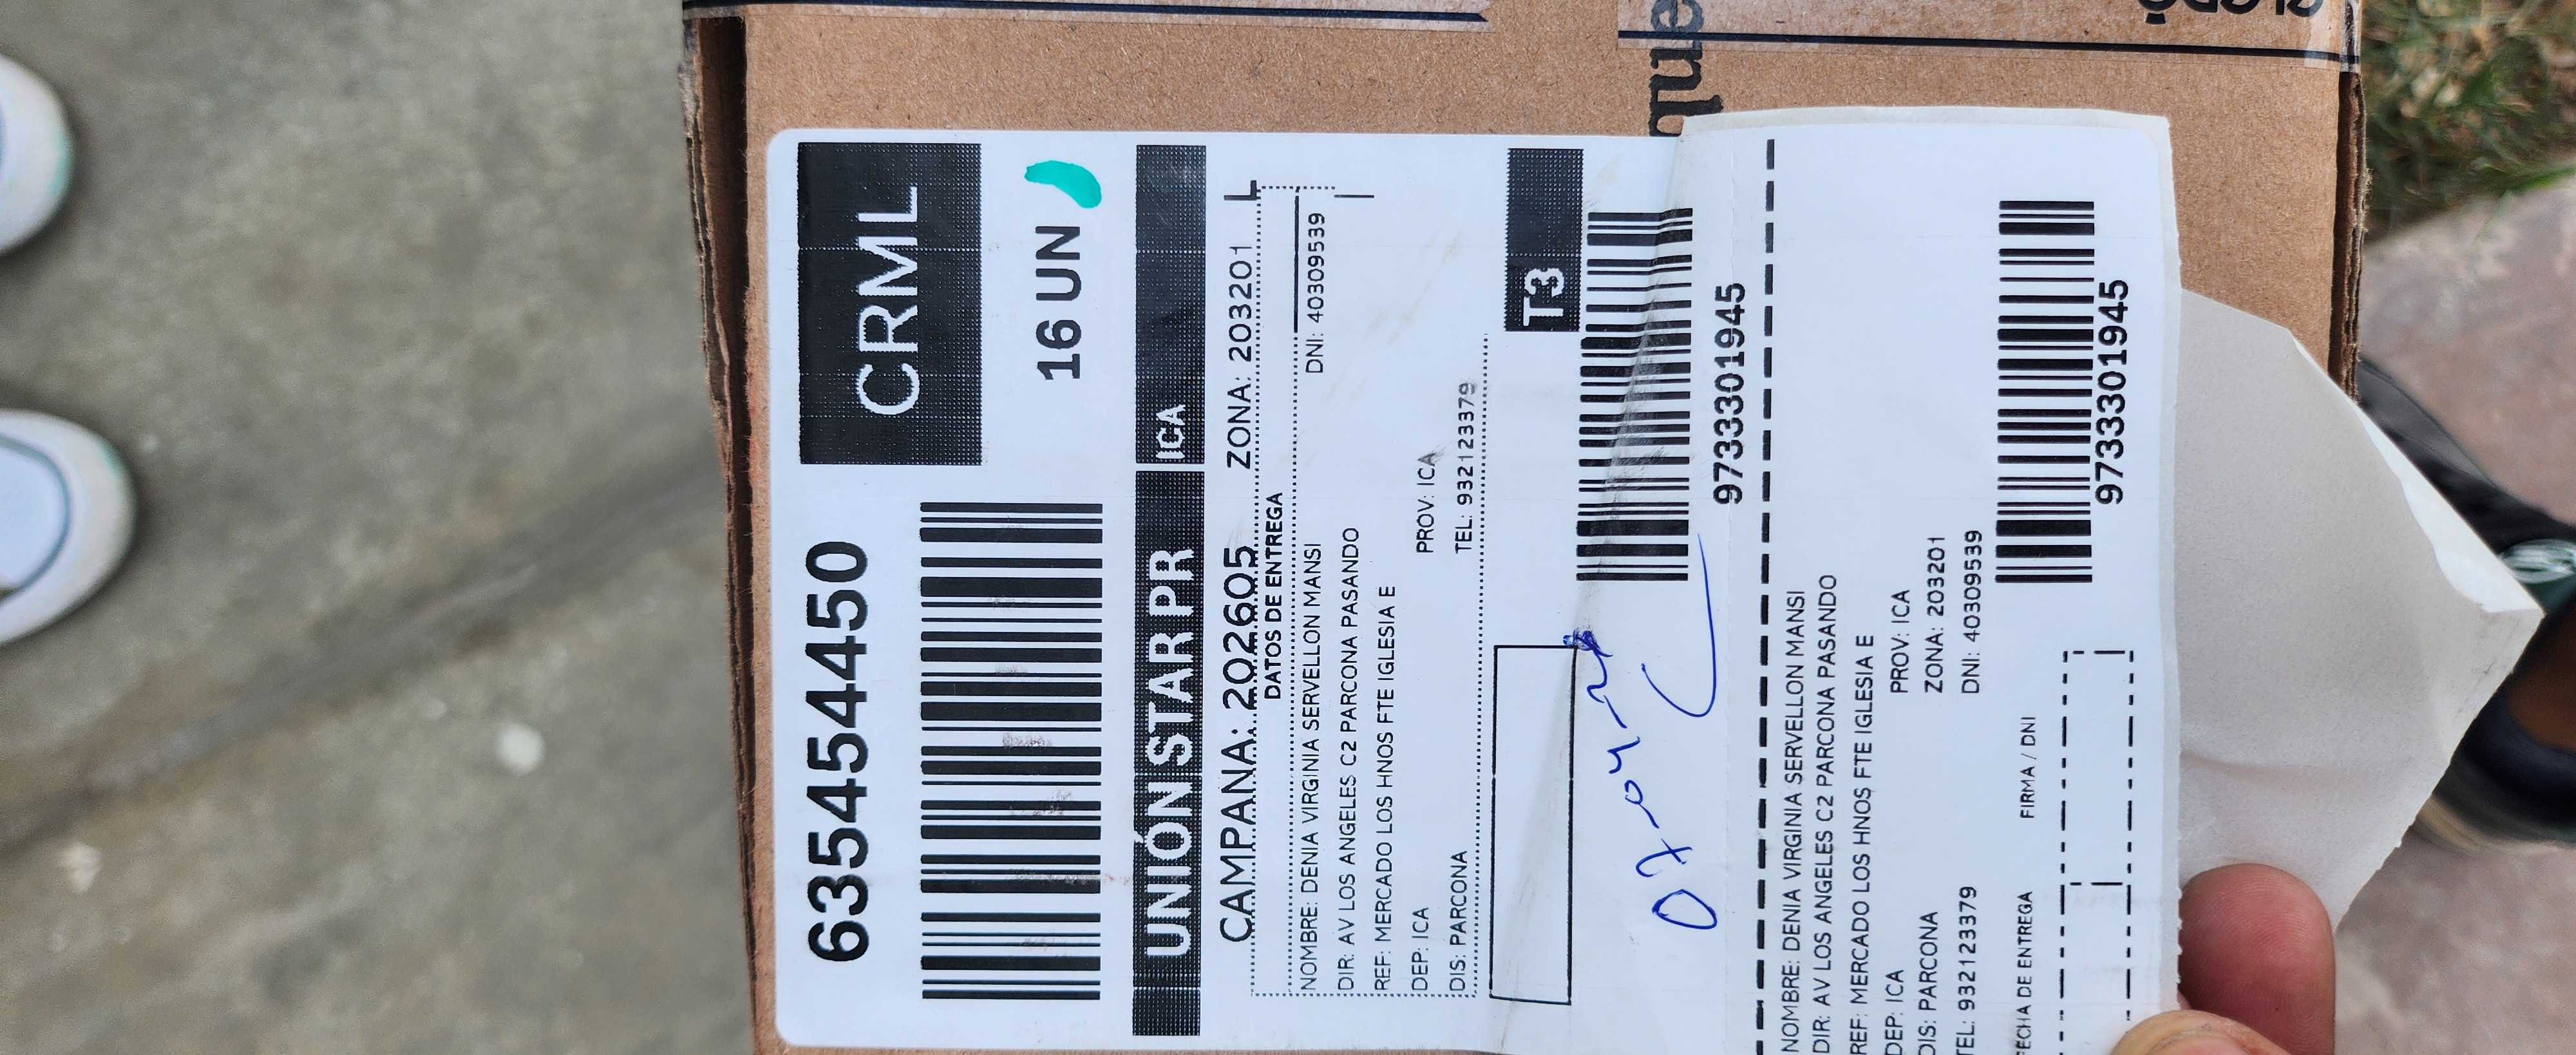 6354544450
CRML
16 UN
UNIÓN STAR PR ICA
CAMPANA: 202605 ZONA: 203201
DATOS DE ENTREGA
NOMBRE: DENIA VIRGINIA SERVELLON MANSI DNI: 40309539
DIR: AV LOS ANGELES C2 PARCONA PASANDO
REF: MERCADO LOS HNOS FTE IGLESIA E
DEP: ICA PROV: ICA
DIS: PARCONA TEL: 932123379
T3
9733301945
NOMBRE: DENIA VIRGINIA SERVELLON MANSI
DIR: AV LOS ANGELES C2 PARCONA PASANDO
REF: MERCADO LOS HNOS FTE IGLESIA E
DEP: ICA PROV: ICA
DIS: PARCONA ZONA: 203201
TEL: 932123379 DNI: 40309539
FECHA DE ENTREGA FIRMA / DNI
9733301945